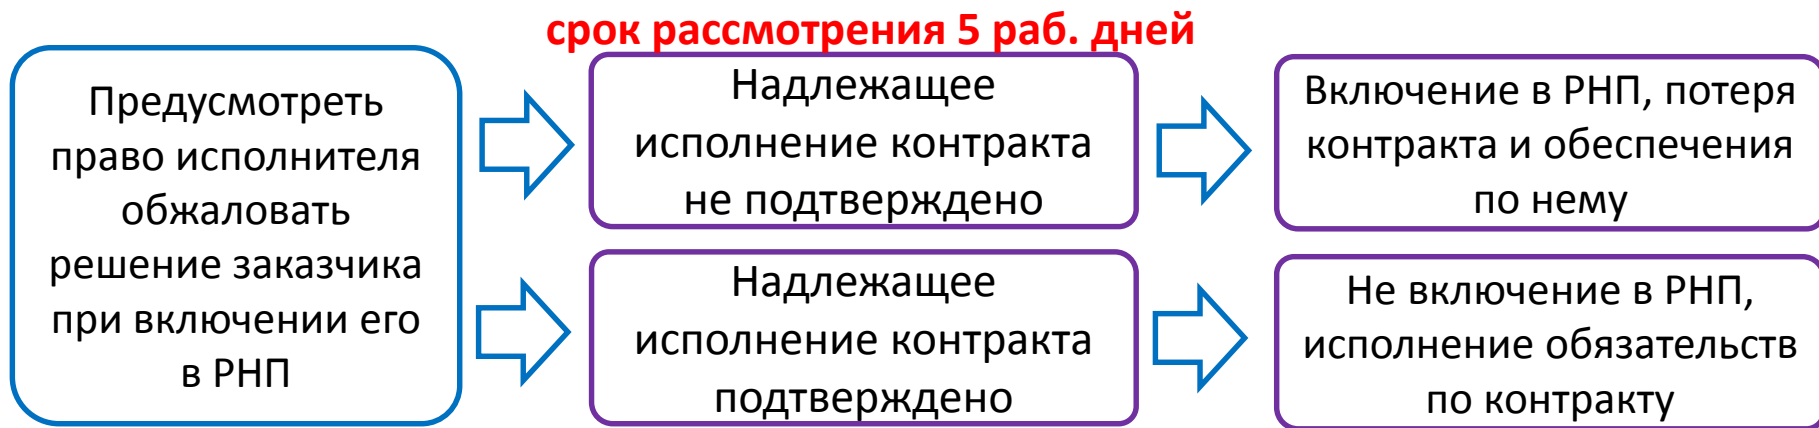 срок рассмотрения 5 раб. дней
Предусмотреть
право исполнителя
обжаловать
решение заказчика
при включении его
в РНП
Надлежащее
исполнение контракта
не подтверждено
Включение в РНП, потеря
контракта и обеспечения
по нему
Надлежащее
исполнение контракта
подтверждено
Не включение в РНП,
исполнение обязательств
по контракту